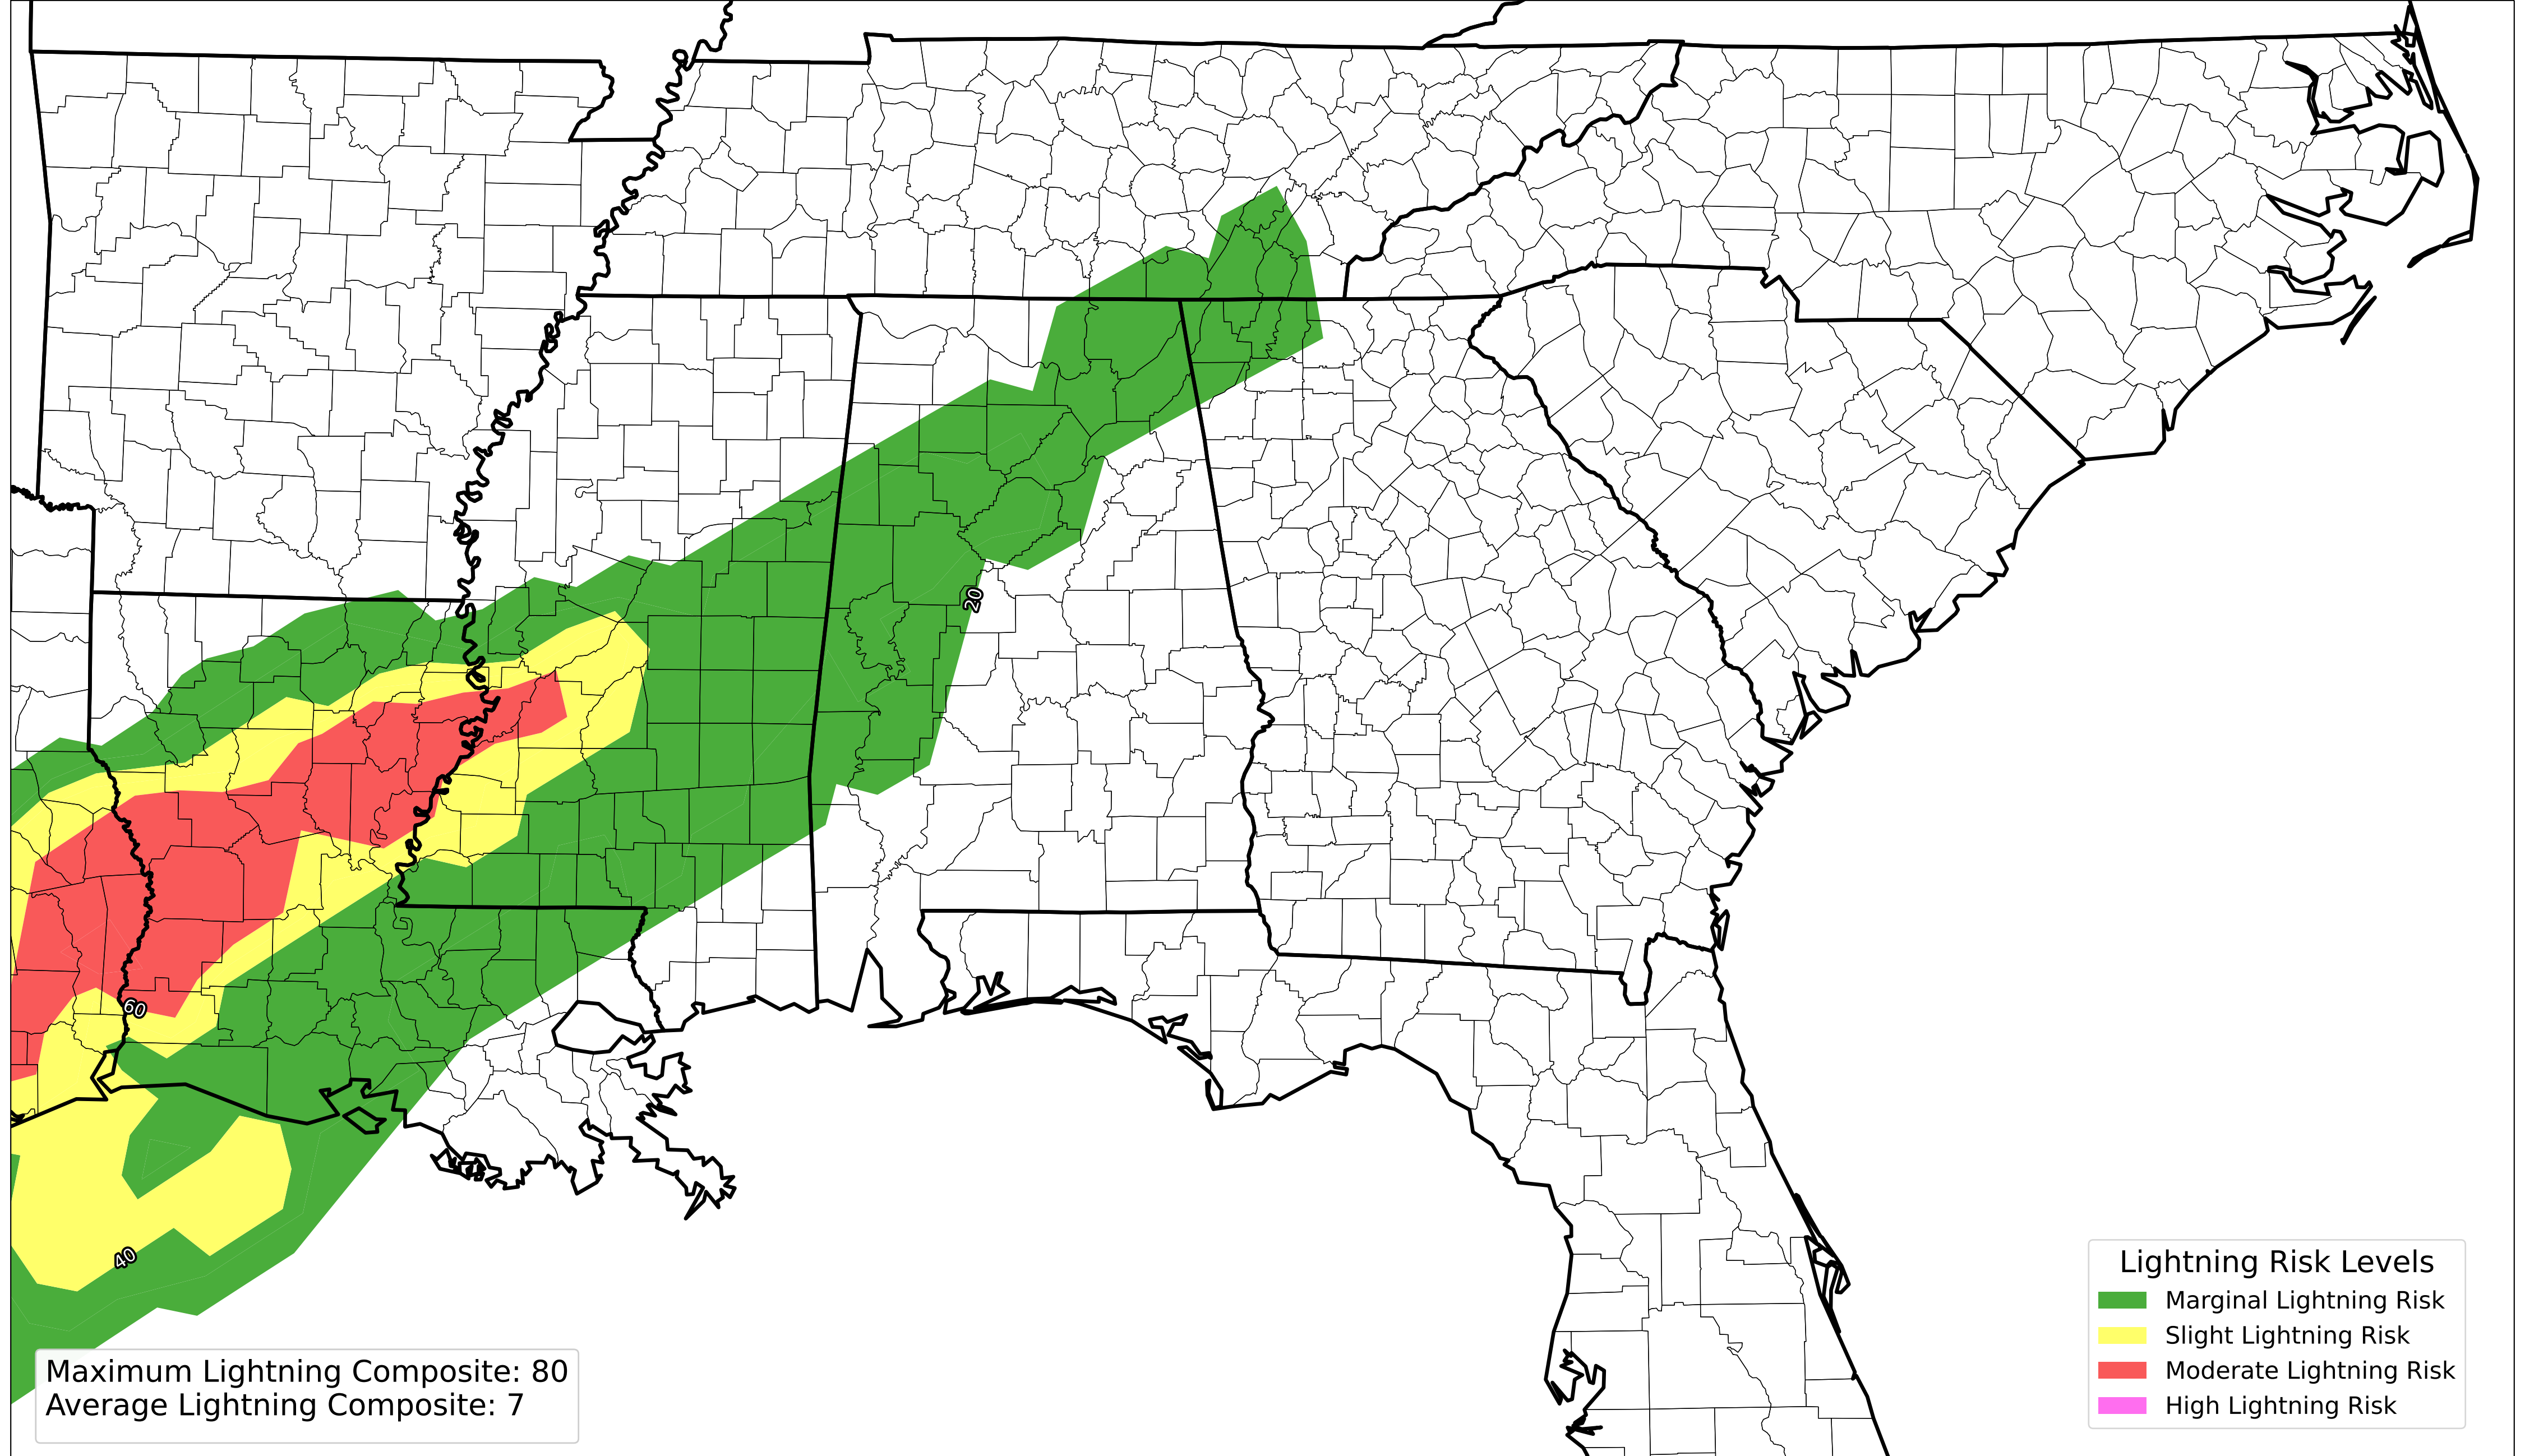 20
60
40
Maximum Lightning Composite: 80
Average Lightning Composite: 7
Lightning Risk Levels
Marginal Lightning Risk
Slight Lightning Risk
Moderate Lightning Risk
High Lightning Risk